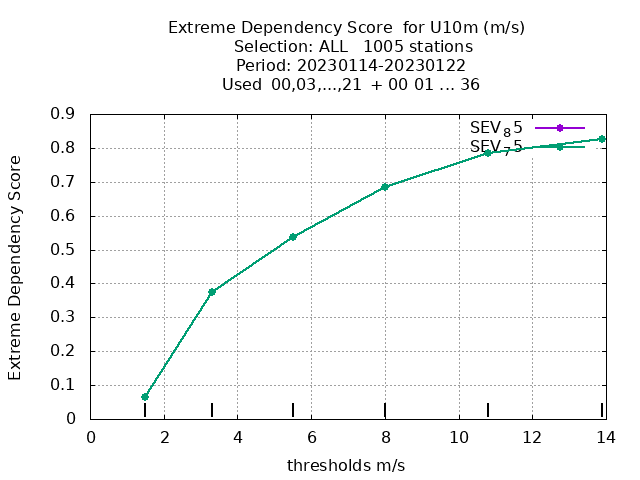 Extreme Dependency Score  for U10m (m/s)
Selection: ALL   1005 stations
Period: 20230114-20230122
Used  00,03,...,21  + 00 01 ... 36
SEV₈5
SEV₇5
Extreme Dependency Score
0.9
0.8
0.7
0.6
0.5
0.4
0.3
0.2
0.1
0
0 2 4 6 8 10 12 14
thresholds m/s